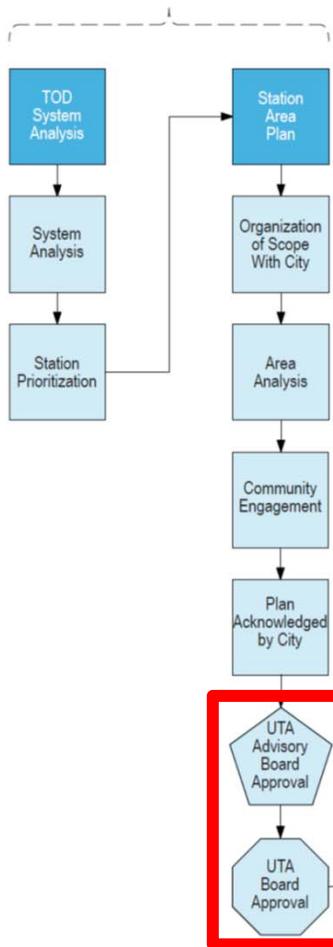 TOD
System
Analysis
System
Analysis
Station
Prioritization
Station
Area
Plan
Organization
of Scope
With City
Area
Analysis
Community
Engagement
Plan
Acknowledged
by City
UTA
Advisory
Board
Approval
UTA
Board
Approval